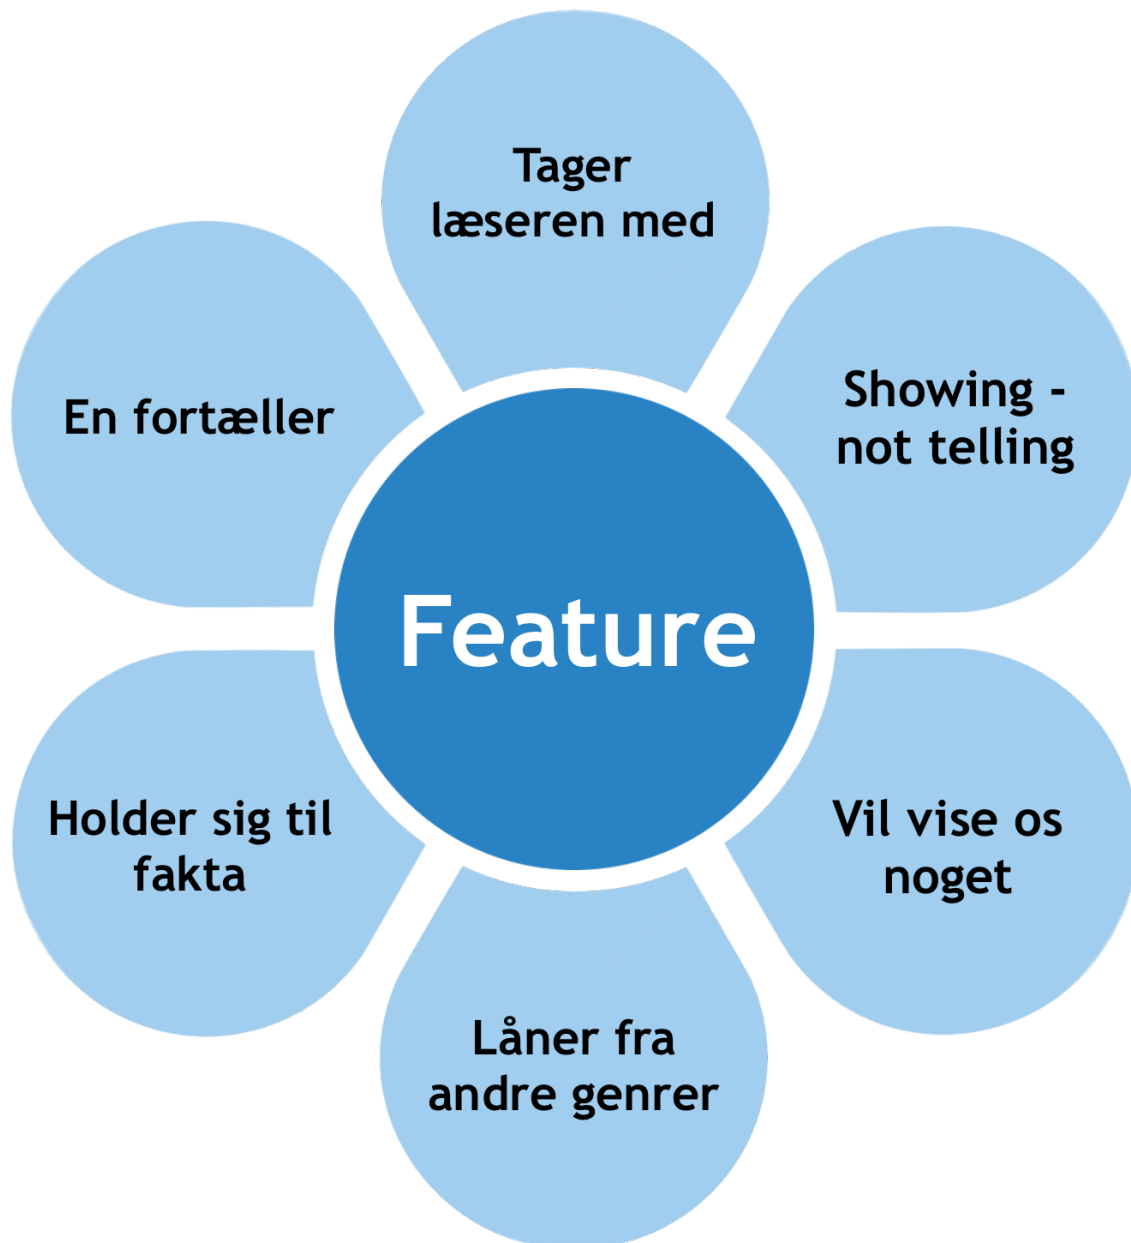 Tager
læseren med
Showing -
not telling
Vil vise os
noget
Låner fra
andre genrer
Holder sig til
fakta
En fortæller
Feature